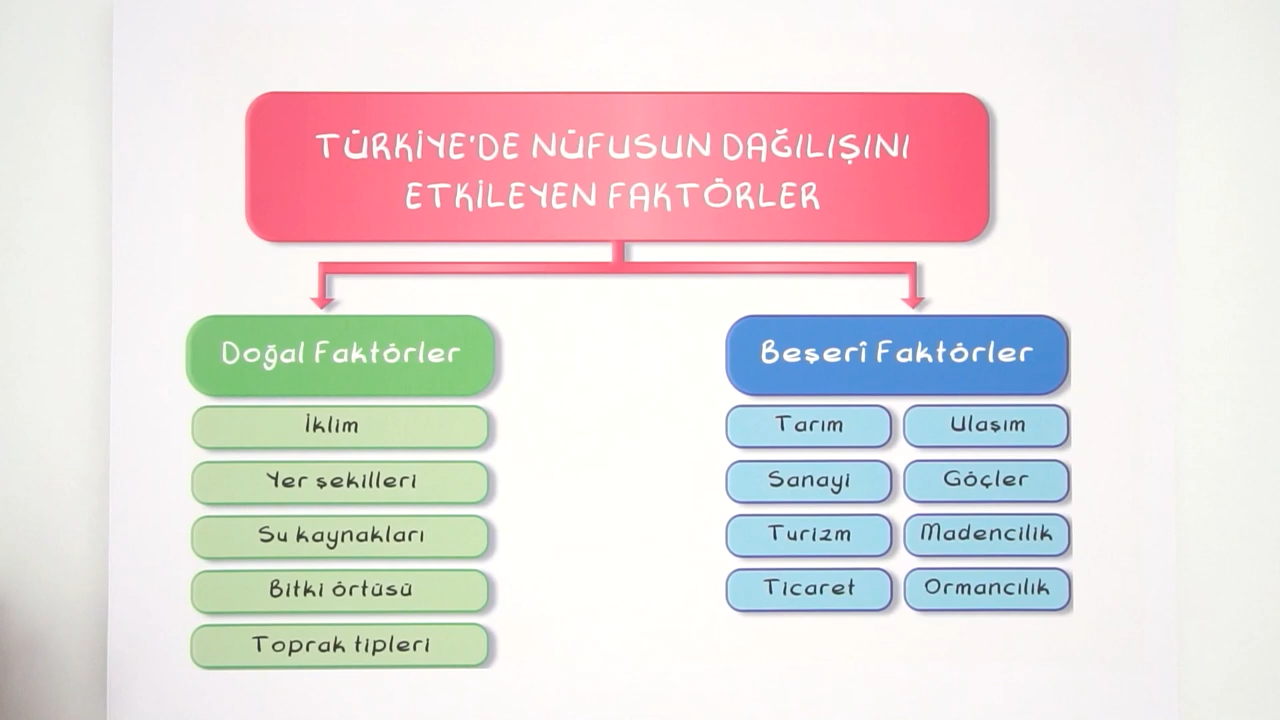 TÜRKİYE'DE NÜFUSUN DAĞILIŞINI
ETKİLEYEN FAKTÖRLER
Doğal Faktörler
İklim
Yer şekilleri
Su kaynakları
Bitki örtüsü
Toprak tipleri
Beşerî Faktörler
Tarım
Ulaşım
Sanayi
Göçler
Turizm
Madencilik
Ticaret
Ormancılık